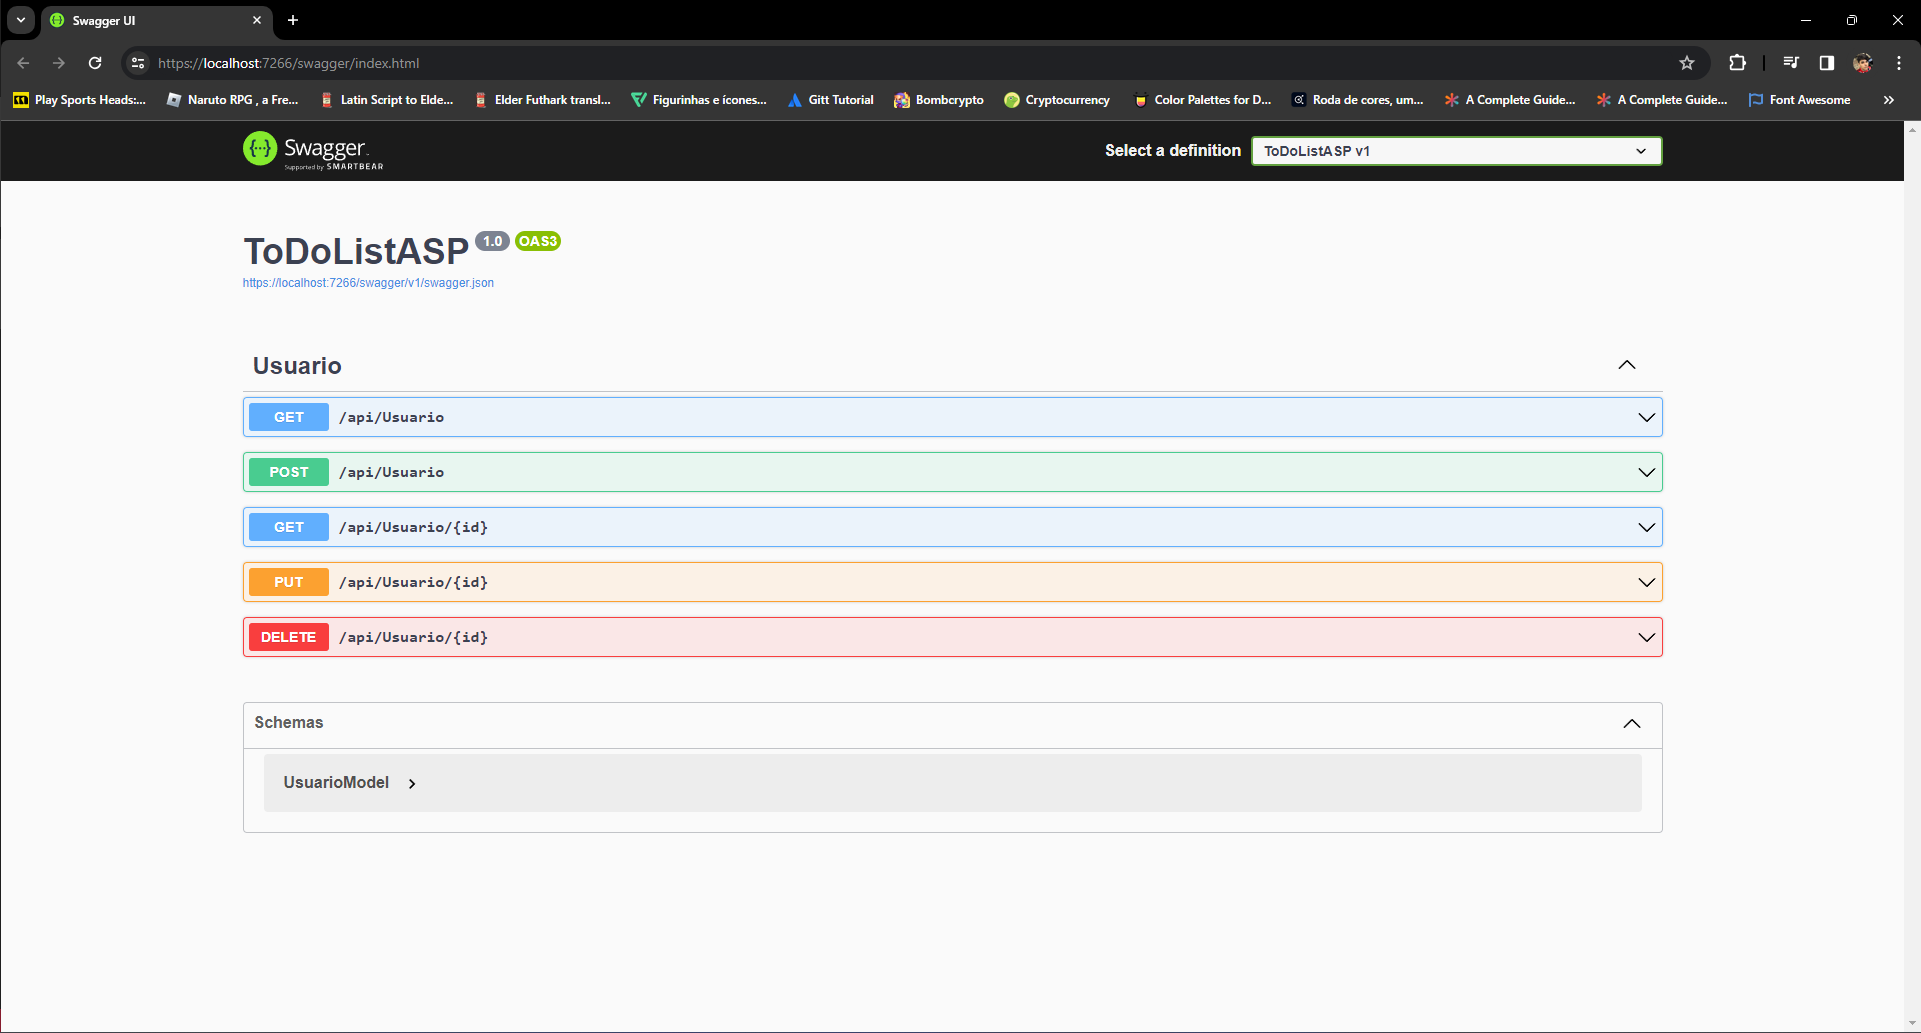 Swagger UI
https://localhost:7266/swagger/index.html
Play Sports Heads:... Naruto RPG , a Fre... Latin Script to Elde... Elder Futhark transl... Figurinhas e ícones... Gitt Tutorial Bombcrypto Cryptocurrency Color Palettes for D... Roda de cores, um... A Complete Guide... A Complete Guide... Font Awesome
Swagger
Supported by SMARTBEAR
Select a definition ToDoListASP v1
ToDoListASP 1.0 OAS3
https://localhost:7266/swagger/v1/swagger.json
Usuario
GET /api/Usuario
POST /api/Usuario
GET /api/Usuario/{id}
PUT /api/Usuario/{id}
DELETE /api/Usuario/{id}
Schemas
UsuarioModel